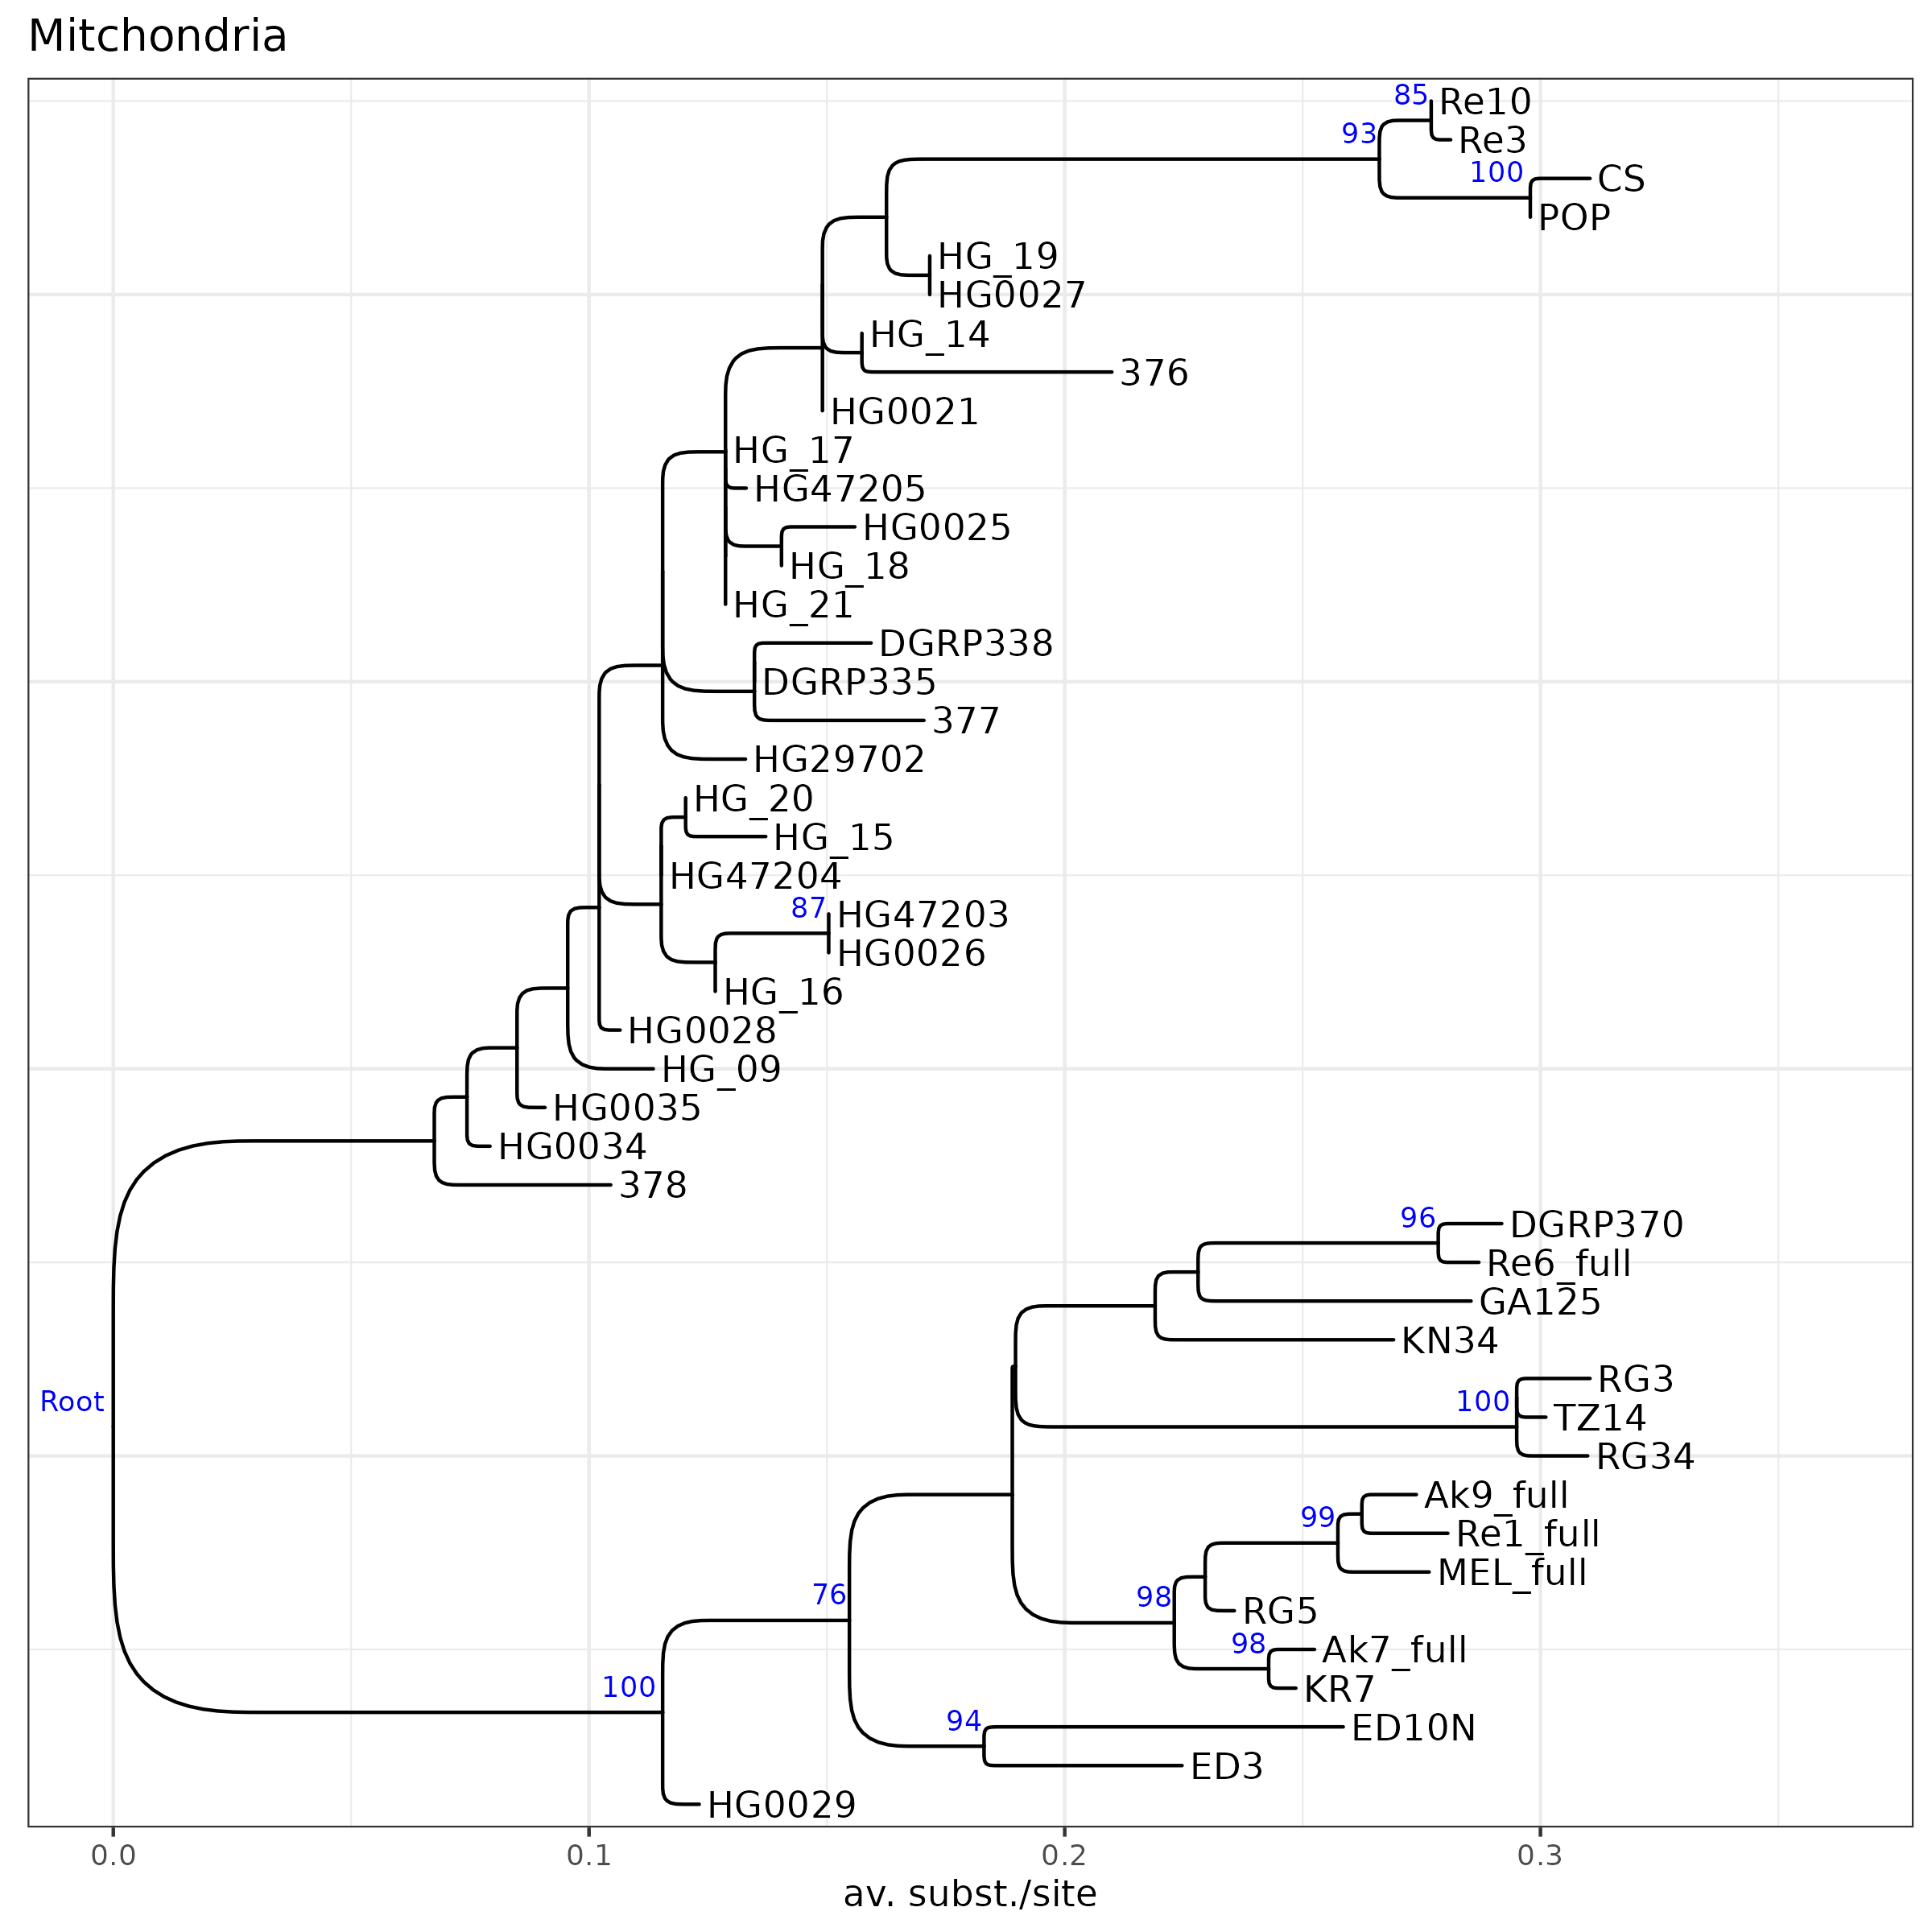 Mitchondria
85
Re10
93
Re3
100
CS
POP
HG_19
HG0027
HG_14
376
HG0021
HG_17
HG47205
HG0025
HG_18
HG_21
DGRP338
DGRP335
377
HG29702
HG_20
HG_15
HG47204
87
HG47203
HG0026
HG_16
HG0028
HG_09
HG0035
HG0034
378
96
DGRP370
Re6_full
GA125
KN34
RG3
Root
100
TZ14
RG34
Ak9_full
99
Re1_full
MEL_full
76
98
RG5
98
Ak7_full
100
KR7
94
ED10N
ED3
HG0029
0.0 0.1 0.2 0.3
av. subst./site